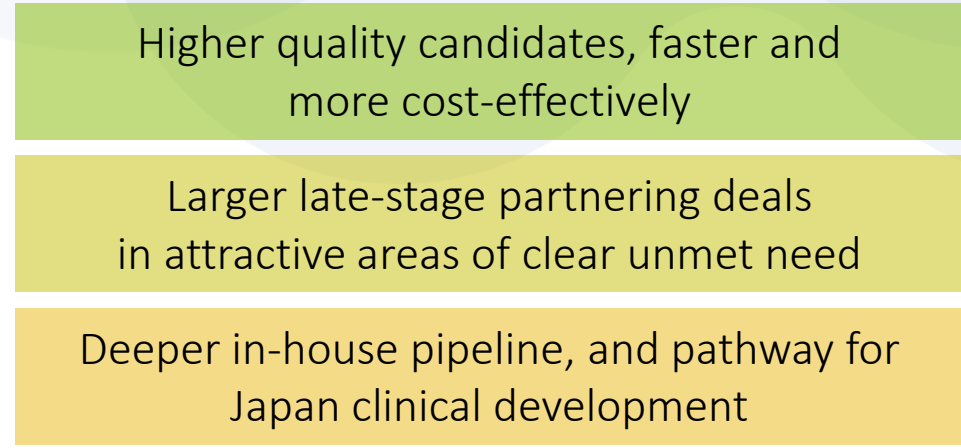 Higher quality candidates, faster and
more cost-effectively
Larger late-stage partnering deals
in attractive areas of clear unmet need
Deeper in-house pipeline, and pathway for
Japan clinical development